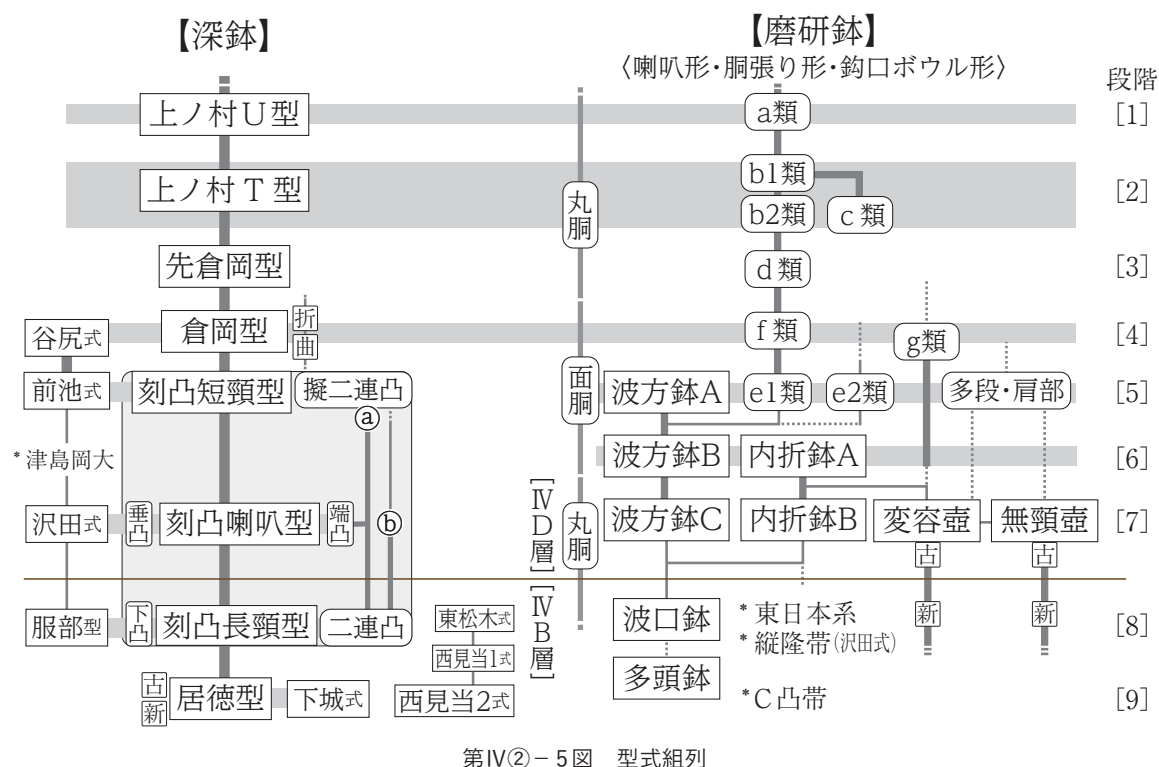 【深鉢】
【磨研鉢】
〈喇叭形・胴張り形・鈎口ボウル形〉
段階
上ノ村U型
a類
[1]
上ノ村T型
丸胴
b1類
b2類
c類
[2]
先倉岡型
d類
[3]
谷尻式
倉岡型
折曲
f類
g類
[4]
前池式
刻凸短頸型
擬二連凸
面胴
波方鉢A
e1類
e2類
多段・肩部
[5]
ⓐ
*津島岡大
波方鉢B
内折鉢A
[6]
沢田式
垂凸
刻凸喇叭型
端凸
ⓑ
[ⅣD層]
丸胴
波方鉢C
内折鉢B
変容壺
無頸壺
[7]
古
古
服部型
下凸
刻凸長頸型
二連凸
東松木式
西見当1式
西見当2式
[ⅣB層]
波口鉢
*東日本系
*縦隆帯(沢田式)
新
新
[8]
古
新
居徳型
下城式
多頭鉢
*C凸帯
[9]
第Ⅳ②－5図　型式組列